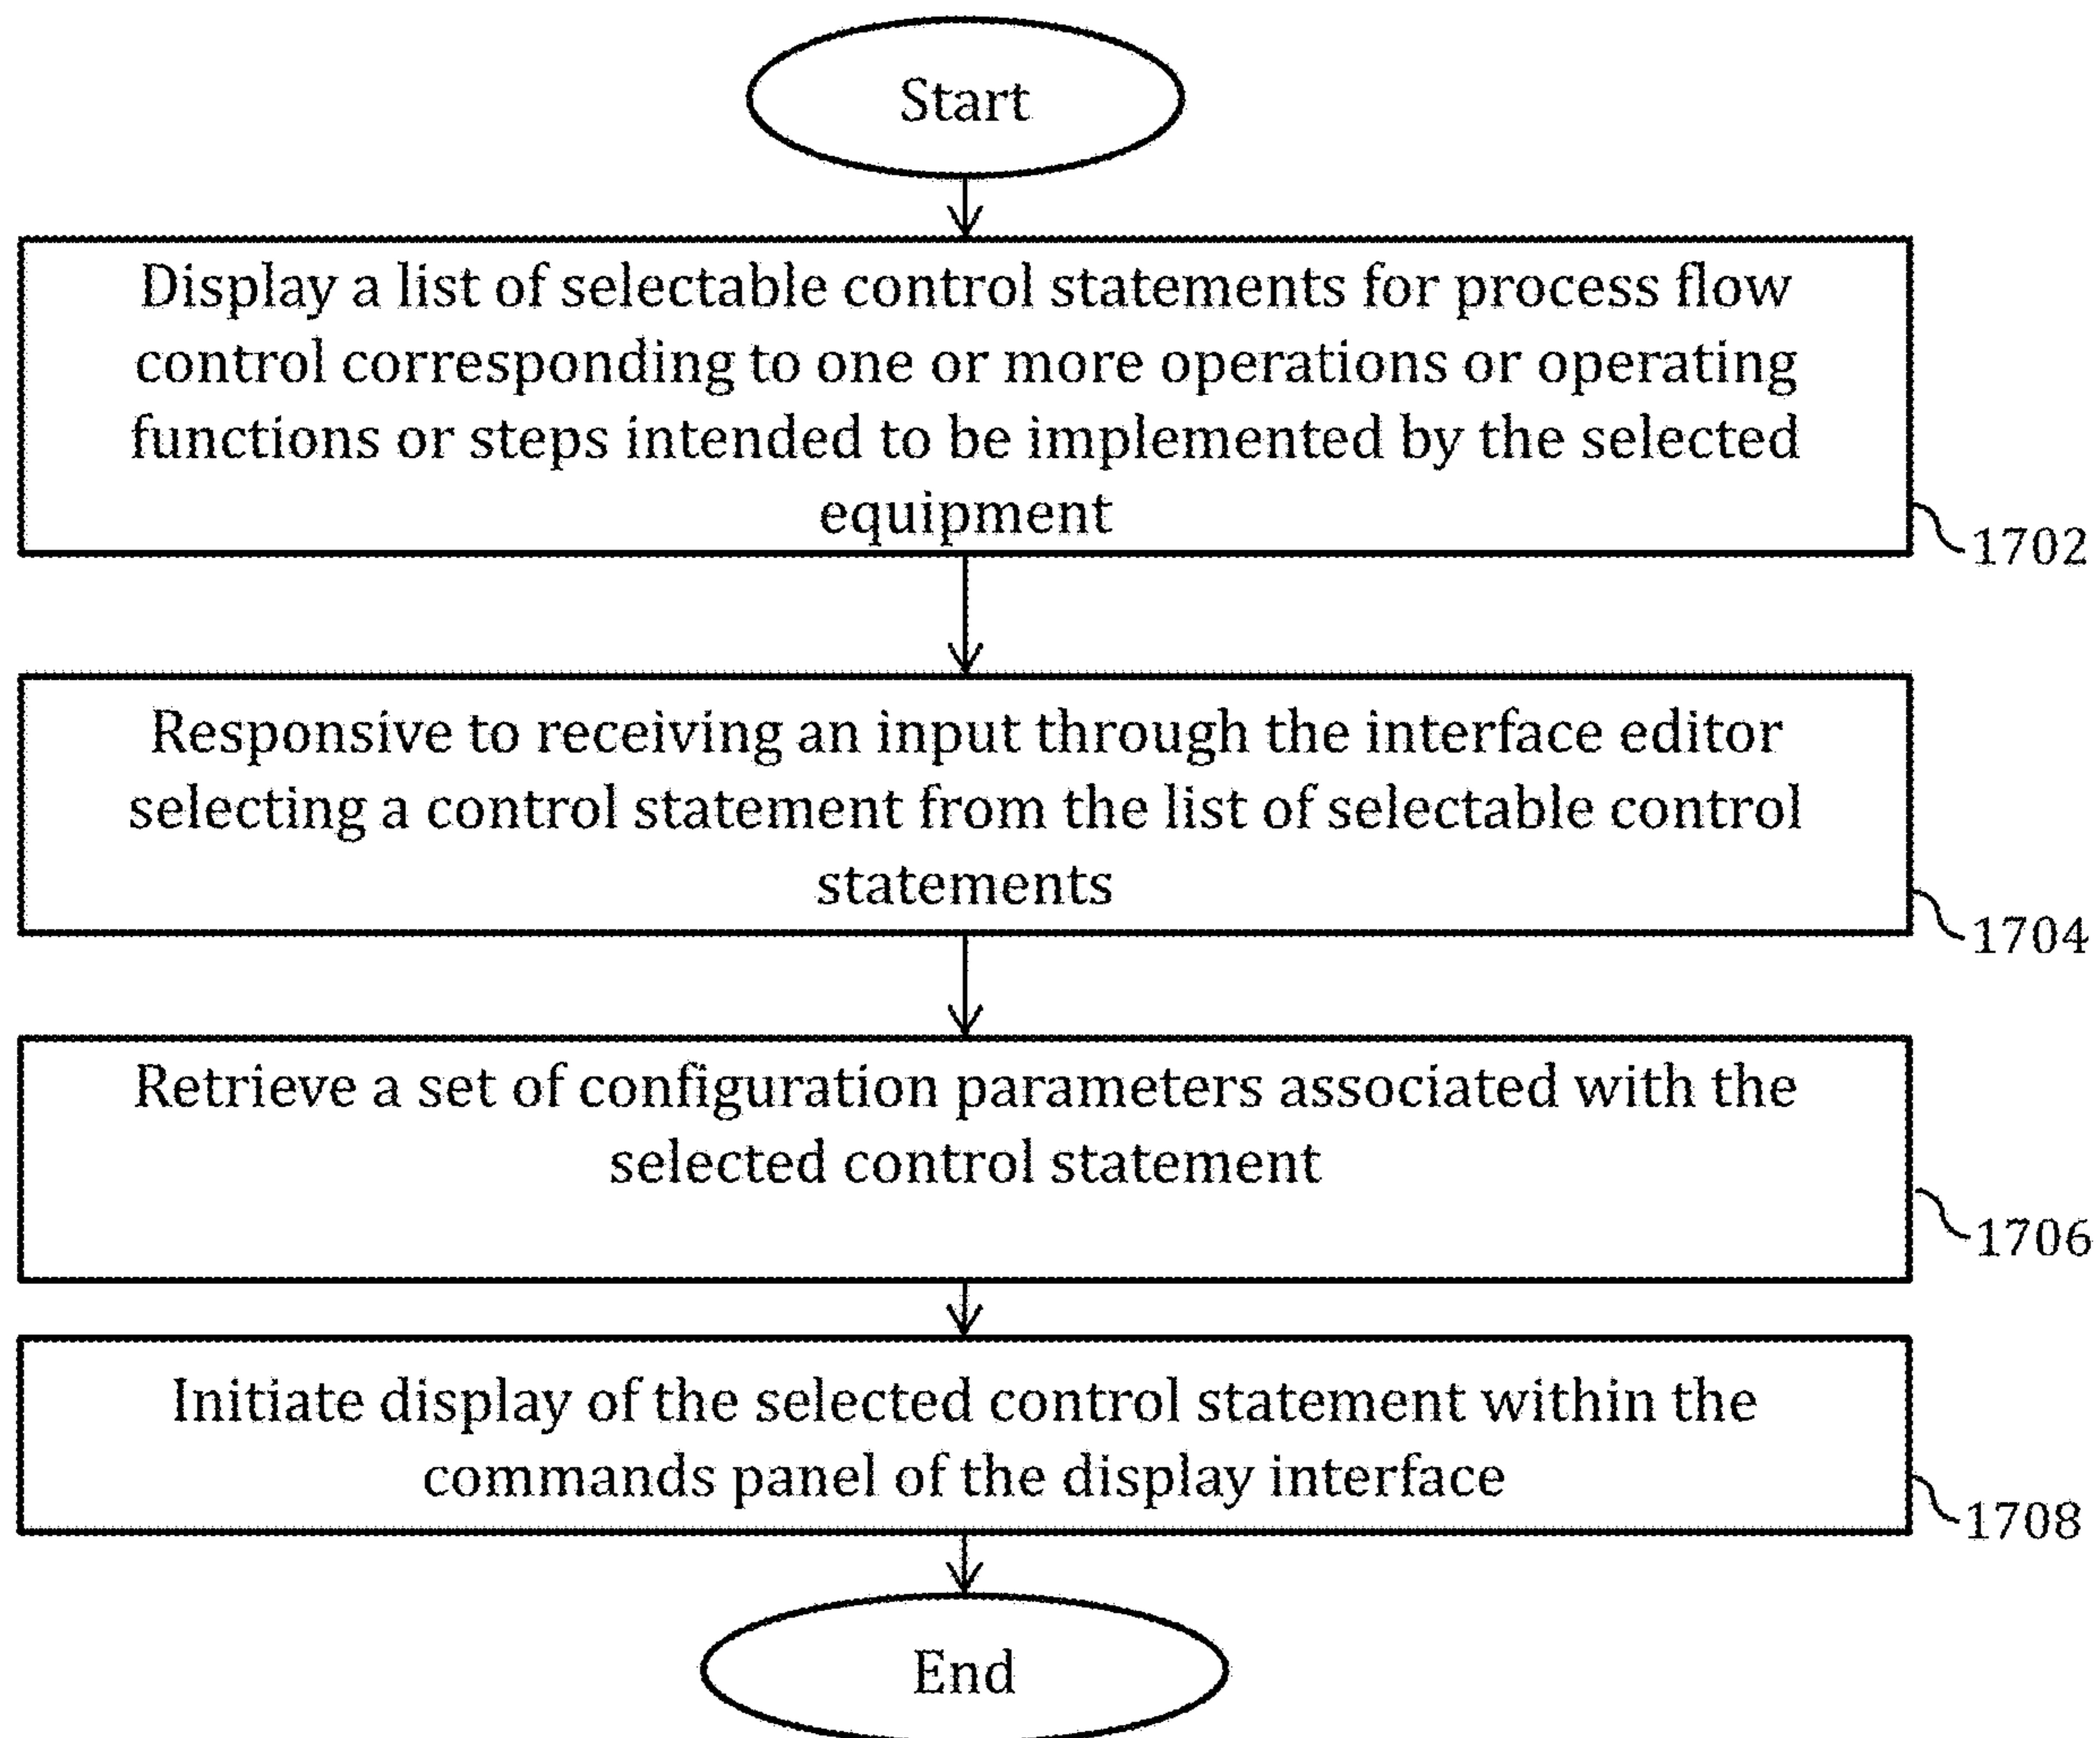 Start
Display a list of selectable control statements for process flow
control corresponding to one or more operations or operating
functions or steps intended to be implemented by the selected
equipment
1702
Responsive to receiving an input through the interface editor
selecting a control statement from the list of selectable control
statements
1704
Retrieve a set of configuration parameters associated with the
selected control statement
1706
Initiate display of the selected control statement within the
commands panel of the display interface
1708
End